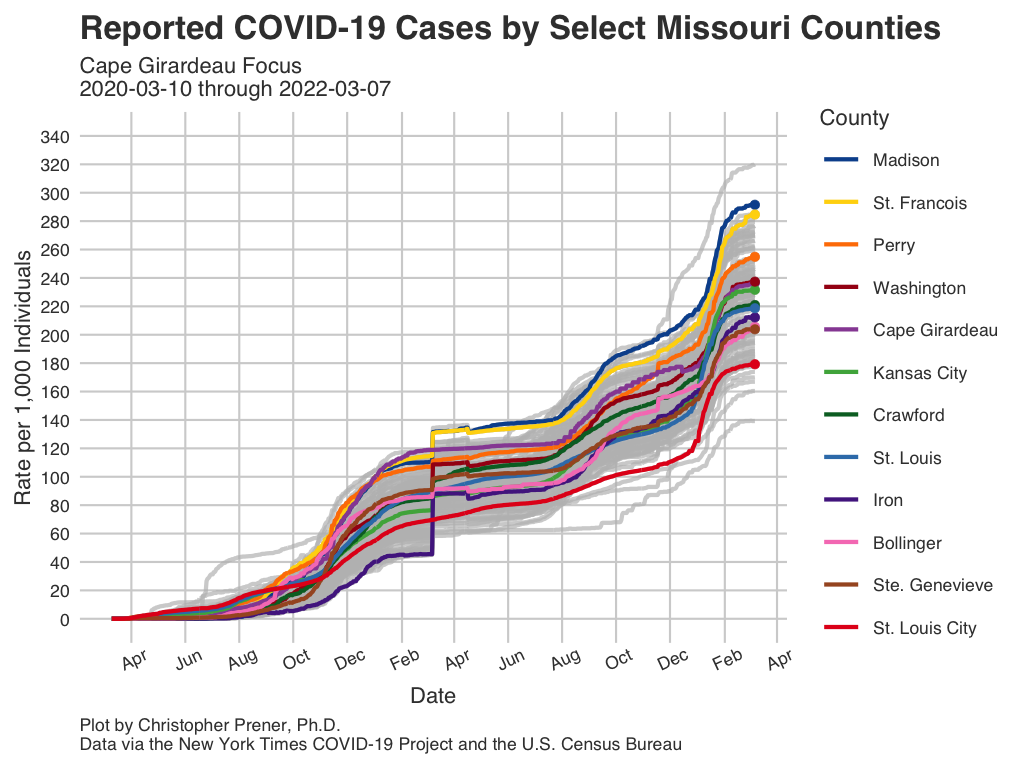 Reported COVID-19 Cases by Select Missouri Counties
Cape Girardeau Focus
2020-03-10 through 2022-03-07
County
Madison
St. Francois
Perry
Washington
Cape Girardeau
Kansas City
Crawford
St. Louis
Iron
Bollinger
Ste. Genevieve
St. Louis City
Rate per 1,000 Individuals
340
320
300
280
260
240
220
200
180
160
140
120
100
80
60
40
20
0
Apr Jun Aug Oct Dec Feb Apr Jun Aug Oct Dec Feb Apr
Date
Plot by Christopher Prener, Ph.D.
Data via the New York Times COVID-19 Project and the U.S. Census Bureau